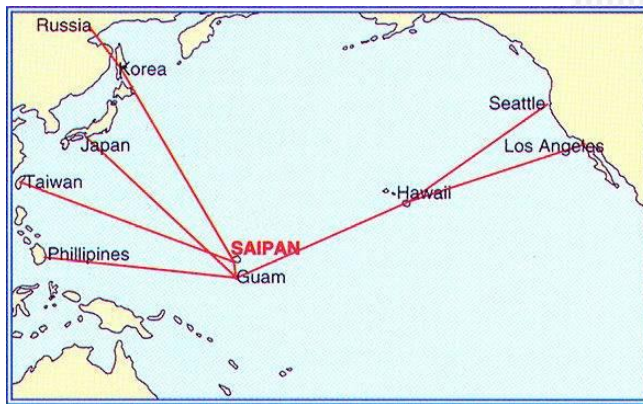 Russia
Korea
Seattle
Japan
Los Angeles
Taiwan
Hawaii
SAIPAN
Phillipines
Guam